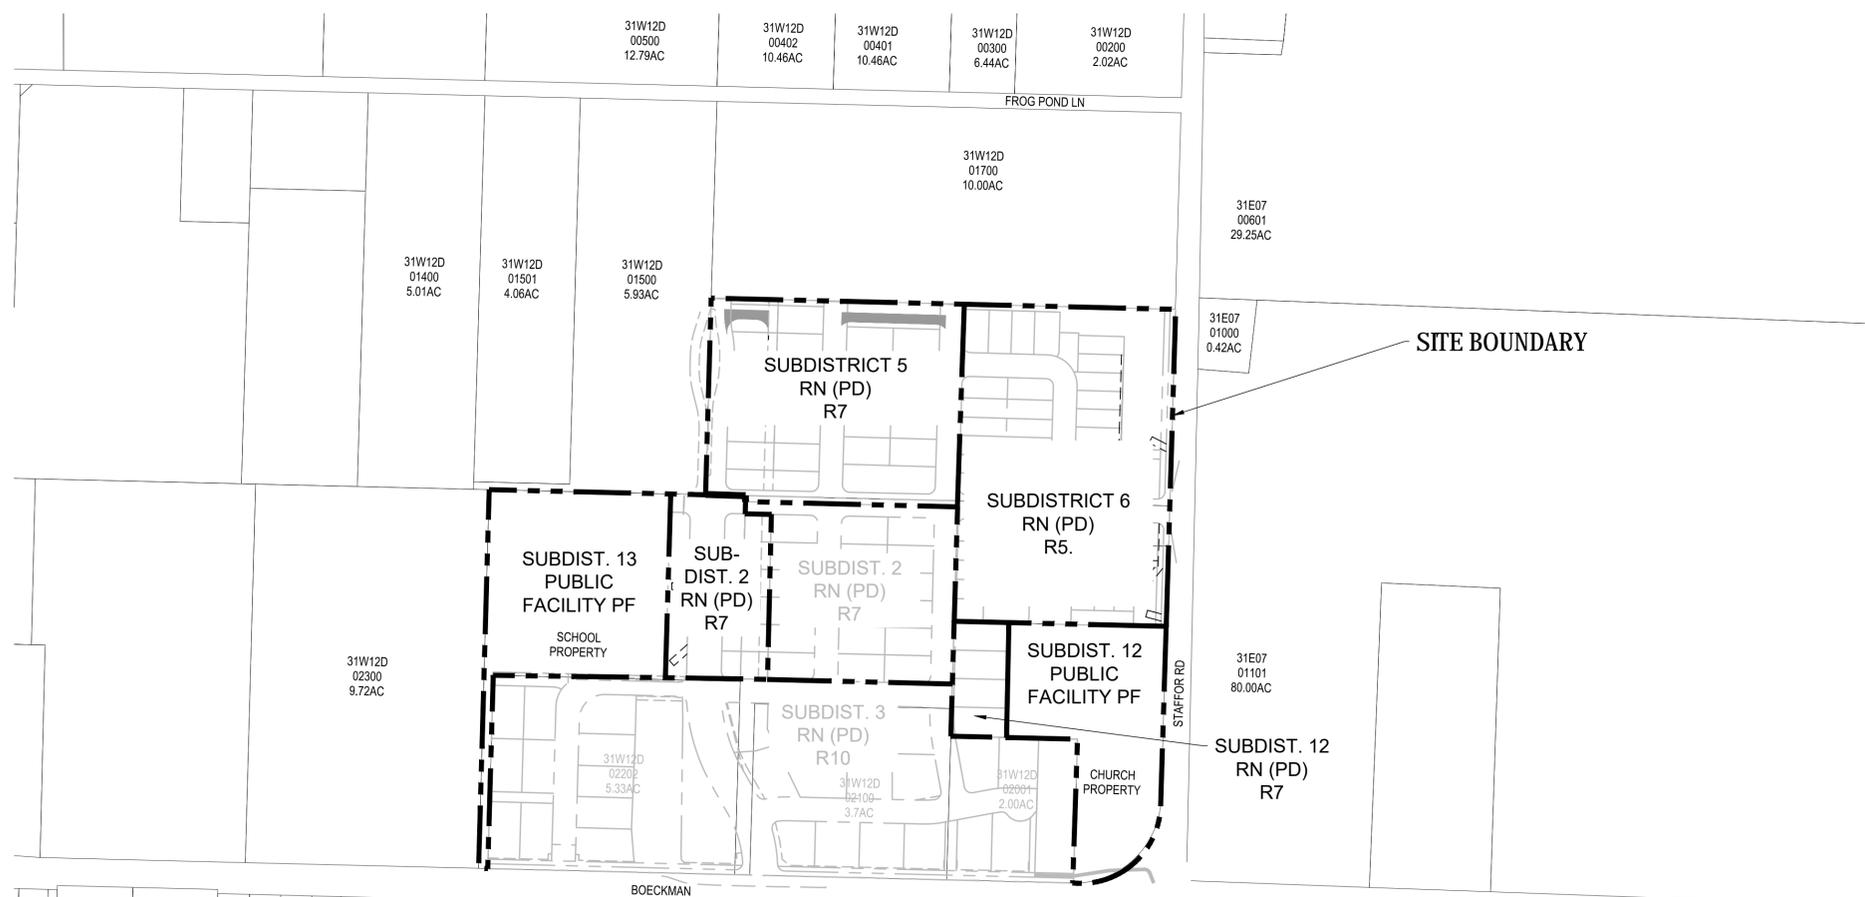 31W12D
00500
12.79AC
31W12D
00402
10.46AC
31W12D
00401
10.46AC
31W12D
00300
6.44AC
31W12D
00200
2.02AC
FROG POND LN
31W12D
01700
10.00AC
31E07
00601
29.25AC
31W12D
01400
5.01AC
31W12D
01501
4.06AC
31W12D
01500
5.93AC
31E07
01000
0.42AC
SITE BOUNDARY
SUBDISTRICT 5
RN (PD)
R7
SUBDISTRICT 6
RN (PD)
R5.
SUBDIST. 13
PUBLIC
FACILITY PF
SCHOOL
PROPERTY
SUB-
DIST. 2
RN (PD)
R7
SUBDIST. 2
RN (PD)
R7
SUBDIST. 12
PUBLIC
FACILITY PF
31W12D
02300
9.72AC
STAFFOR RD
31E07
01101
80.00AC
SUBDIST. 3
RN (PD)
R10
SUBDIST. 12
RN (PD)
R7
31W12D
02202
5.33AC
31W12D
02100
3.7AC
31W12D
02001
2.00AC
CHURCH
PROPERTY
BOECKMAN